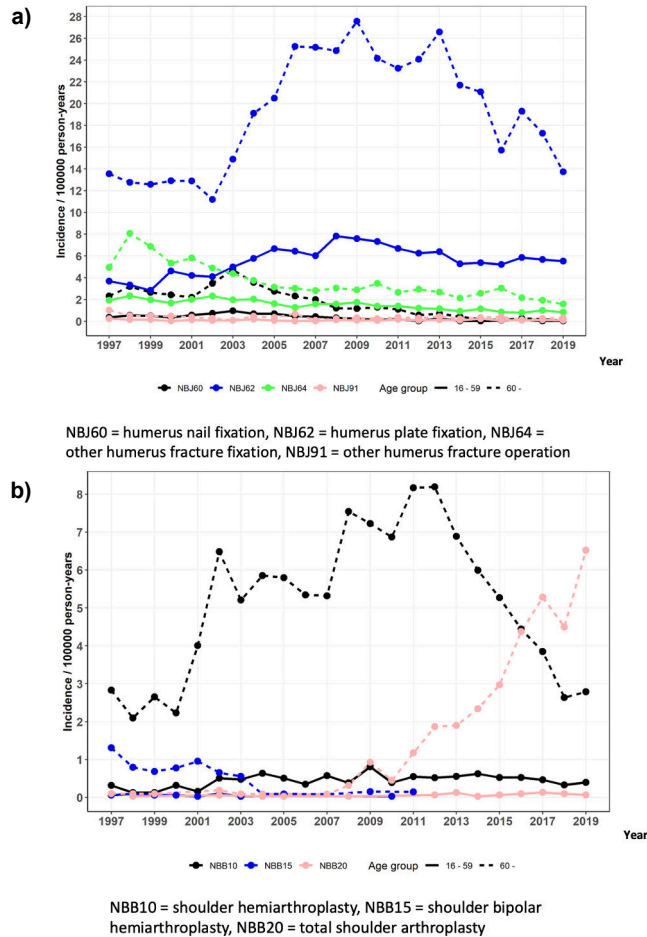 a)
Incidence / 100000 person-years
28
26
24
22
20
18
16
14
12
10
8
6
4
2
0
1997 1999 2001 2003 2005 2007 2009 2011 2013 2015 2017 2019
Year
NBJ60 NBJ62 NBJ64 NBJ91 Age group 16 - 59 60 -
NBJ60 = humerus nail fixation, NBJ62 = humerus plate fixation, NBJ64 =
other humerus fracture fixation, NBJ91 = other humerus fracture operation
b)
Incidence / 100000 person-years
8
7
6
5
4
3
2
1
0
1997 1999 2001 2003 2005 2007 2009 2011 2013 2015 2017 2019
Year
NBB10 NBB15 NBB20 Age group 16 - 59 60 -
NBB10 = shoulder hemiarthroplasty, NBB15 = shoulder bipolar
hemiarthroplasty, NBB20 = total shoulder arthroplasty